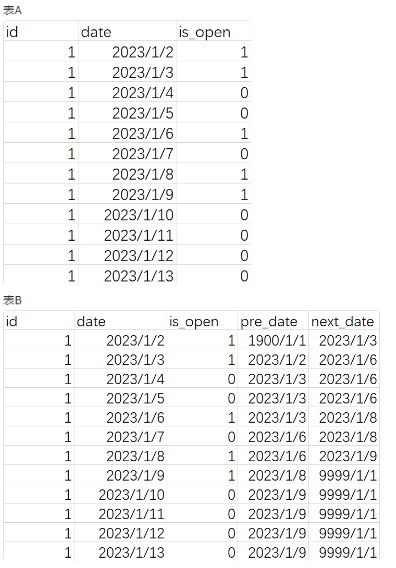 表A
id date is_open
1 2023/1/2 1
1 2023/1/3 1
1 2023/1/4 0
1 2023/1/5 0
1 2023/1/6 1
1 2023/1/7 0
1 2023/1/8 1
1 2023/1/9 1
1 2023/1/10 0
1 2023/1/11 0
1 2023/1/12 0
1 2023/1/13 0
表B
id date is_open pre_date next_date
1 2023/1/2 1 1900/1/1 2023/1/3
1 2023/1/3 1 2023/1/2 2023/1/6
1 2023/1/4 0 2023/1/3 2023/1/6
1 2023/1/5 0 2023/1/3 2023/1/6
1 2023/1/6 1 2023/1/3 2023/1/8
1 2023/1/7 0 2023/1/6 2023/1/8
1 2023/1/8 1 2023/1/6 2023/1/9
1 2023/1/9 1 2023/1/8 9999/1/1
1 2023/1/10 0 2023/1/9 9999/1/1
1 2023/1/11 0 2023/1/9 9999/1/1
1 2023/1/12 0 2023/1/9 9999/1/1
1 2023/1/13 0 2023/1/9 9999/1/1